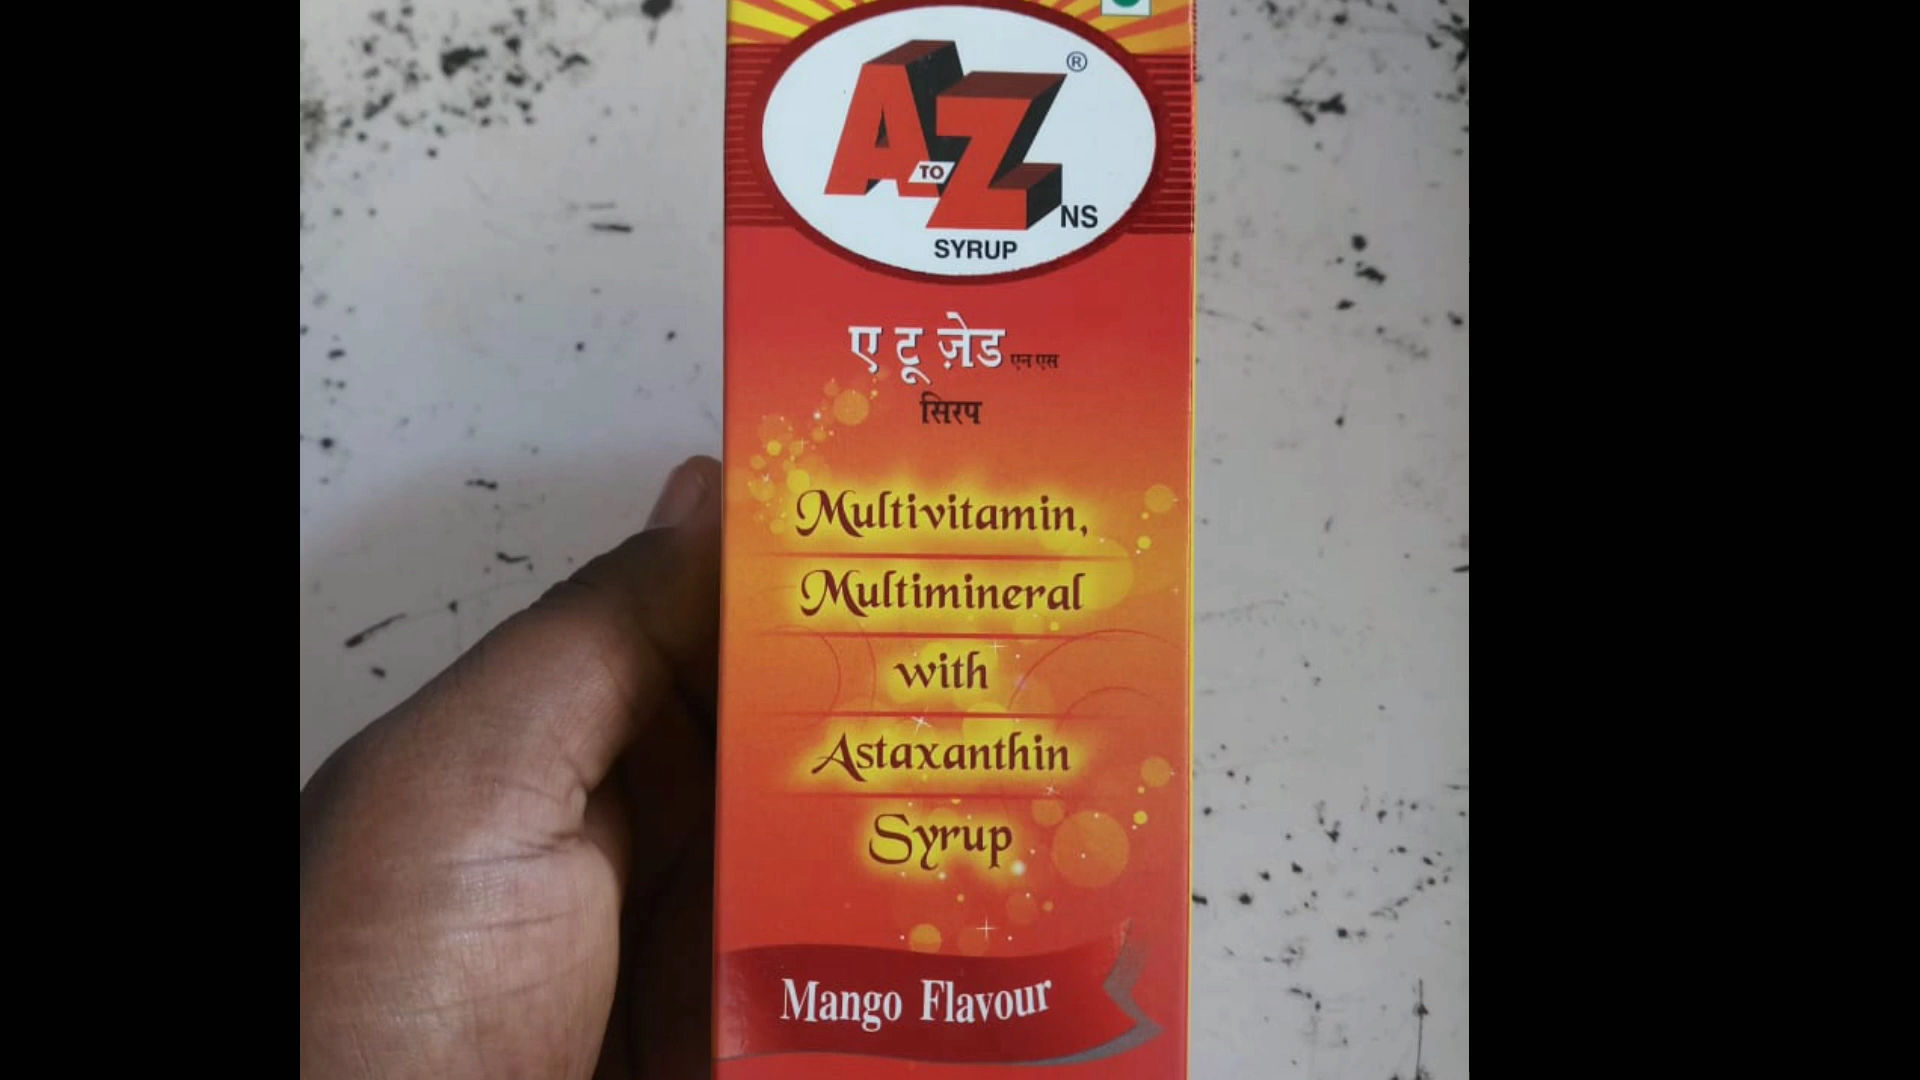 A TO Z ®
NS
SYRUP
ए टू ज़ेड एन एस
सिरप
Multivitamin,
Multimineral
with
Astaxanthin
Syrup
Mango Flavour